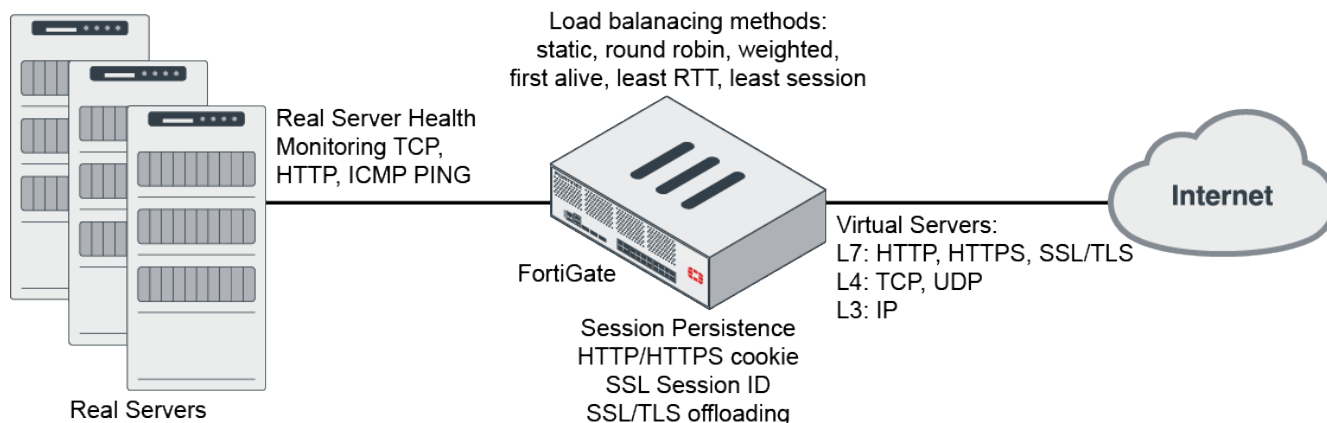 Load balanacing methods:
static, round robin, weighted,
first alive, least RTT, least session
Real Server Health
Monitoring TCP,
HTTP, ICMP PING
Internet
Virtual Servers:
L7: HTTP, HTTPS, SSL/TLS
L4: TCP, UDP
L3: IP
FortiGate
Session Persistence
HTTP/HTTPS cookie
SSL Session ID
SSL/TLS offloading
Real Servers